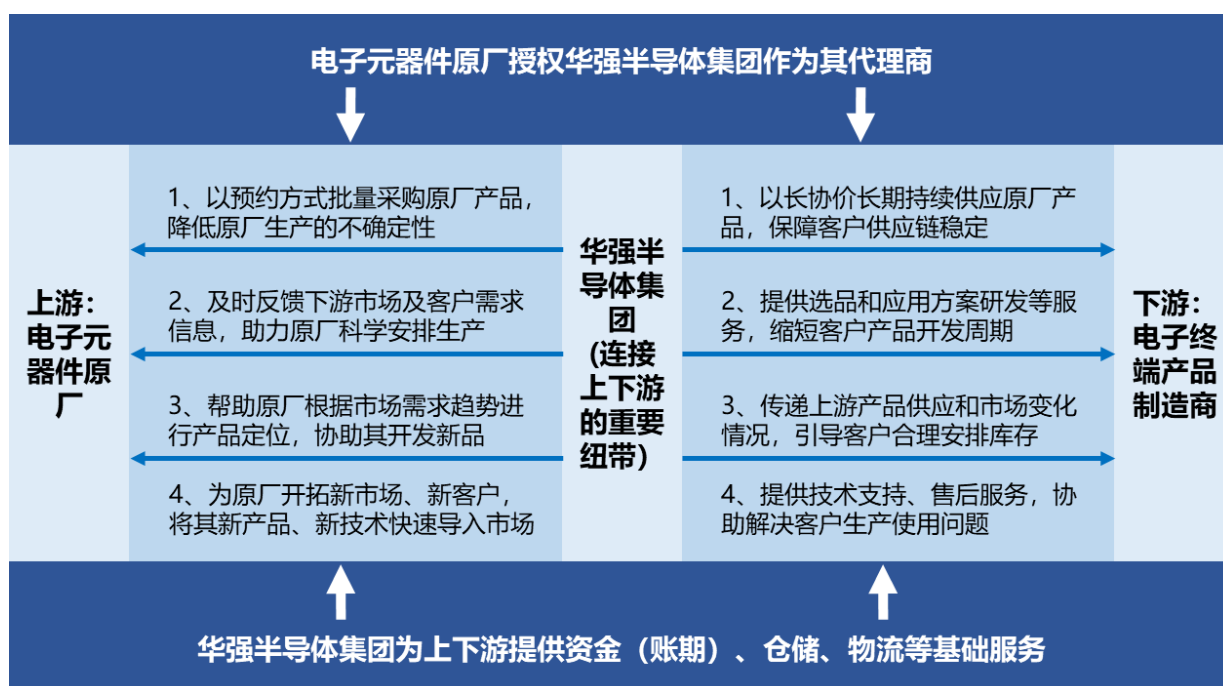 电子元器件原厂授权华强半导体集团作为其代理商
上游：
电子元
器件原
厂
1、以预约方式批量采购原厂产品，
降低原厂生产的不确定性
2、及时反馈下游市场及客户需求
信息，助力原厂科学安排生产
3、帮助原厂根据市场需求趋势进
行产品定位，协助其开发新品
4、为原厂开拓新市场、新客户，
将其新产品、新技术快速导入市场
华强半
导体集
团
(连接
上下游
的重要
纽带）
1、以长协价长期持续供应原厂产
品，保障客户供应链稳定
2、提供选品和应用方案研发等服
务，缩短客户产品开发周期
3、传递上游产品供应和市场变化
情况，引导客户合理安排库存
4、提供技术支持、售后服务，协
助解决客户生产使用问题
下游：
电子终
端产品
制造商
华强半导体集团为上下游提供资金（账期）、仓储、物流等基础服务